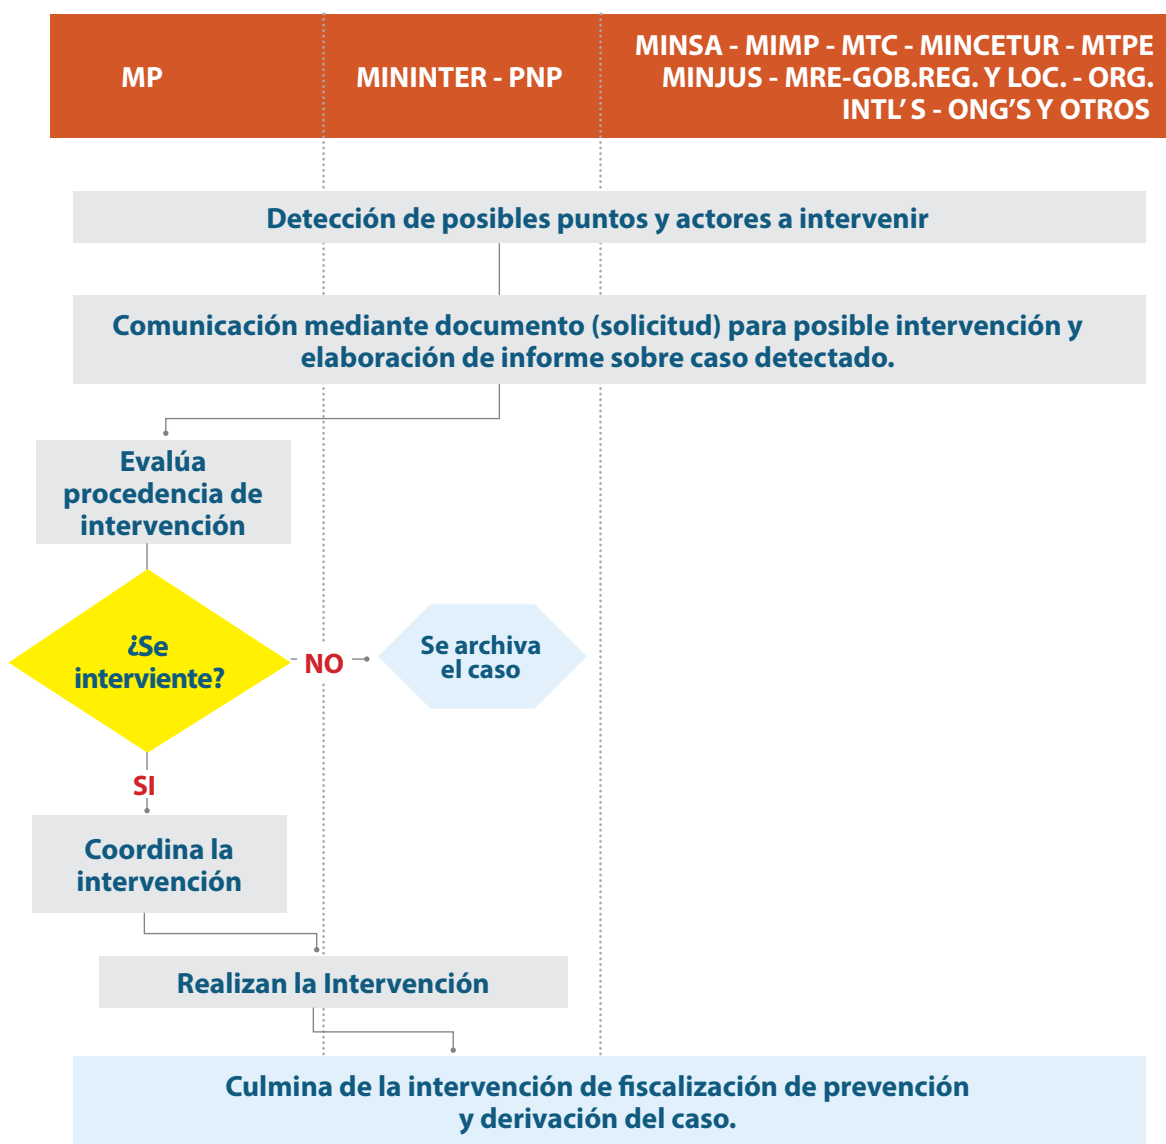 MP
MININTER - PNP
MINSA - MIMP - MTC - MINCETUR - MTPE
MINJUS - MRE-GOB.REG. Y LOC. - ORG.
INTL’ S - ONG’S Y OTROS
Detección de posibles puntos y actores a intervenir
Comunicación mediante documento (solicitud) para posible intervención y
elaboración de informe sobre caso detectado.
Evalúa
procedencia de
intervención
¿Se
interviente?
NO
Se archiva
el caso
SI
Coordina la
intervención
Realizan la Intervención
Culmina de la intervención de fiscalización de prevención
y derivación del caso.